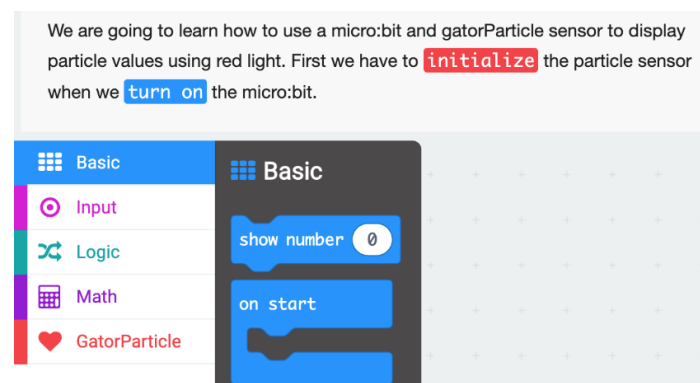 We are going to learn how to use a micro:bit and gatorParticle sensor to display
particle values using red light. First we have to initialize the particle sensor
when we turn on the micro:bit.
Basic
Input
Logic
Math
GatorParticle
Basic
show number 0
on start